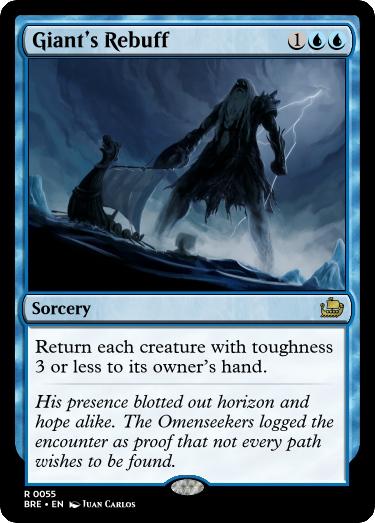 Giant's Rebuff 1
Sorcery
Return each creature with toughness
3 or less to its owner's hand.
His presence blotted out horizon and
hope alike. The Omenseekers logged the
encounter as proof that not every path
wishes to be found.
R 0055
BRE • EN Juan Carlos